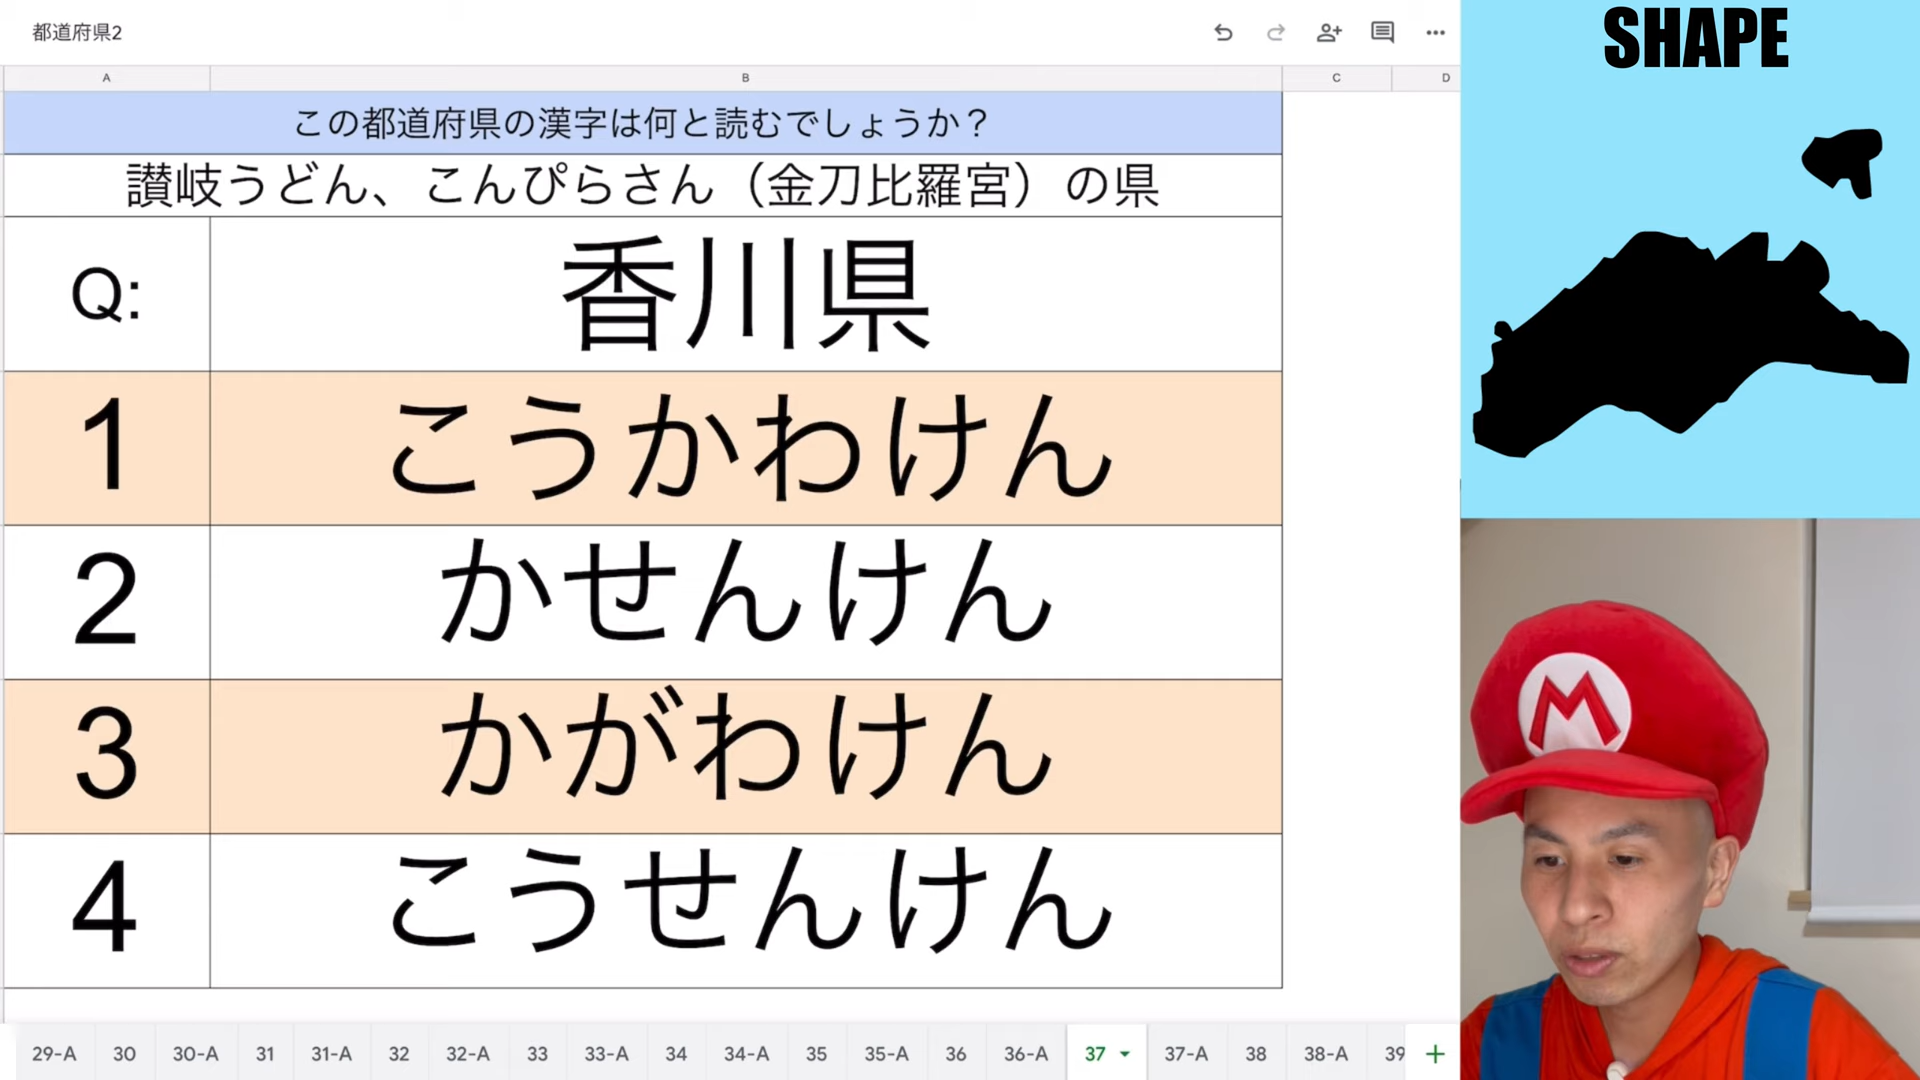 都道府県2
A B C D
この都道府県の漢字は何と読むでしょうか？
讃岐うどん、こんぴらさん（金刀比羅宮）の県
Q: 香川県
1 こうかわけん
2 かせんけん
3 かがわけん
4 こうせんけん
29-A 30 30-A 31 31-A 32 32-A 33 33-A 34 34-A 35 35-A 36 36-A 37 37-A 38 38-A 39
SHAPE
M